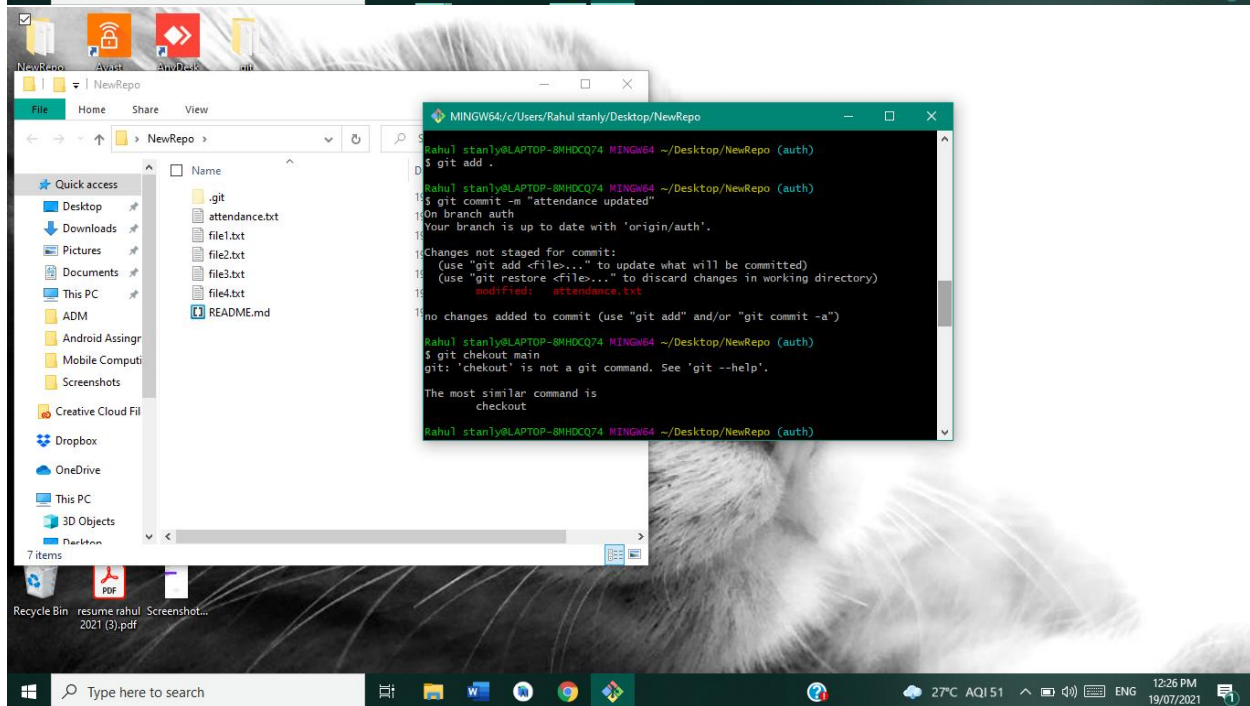 NewRepo Avast AnyDesk git
NewRepo
File Home Share View
NewRepo
Name
Quick access
Desktop
Downloads
Pictures
Documents
This PC
ADM
Android Assingr
Mobile Computi
Screenshots
Creative Cloud Fil
Dropbox
OneDrive
This PC
3D Objects
Desktop
.git
attendance.txt
file1.txt
file2.txt
file3.txt
file4.txt
README.md
7 items
MINGW64:/c/Users/Rahul stanly/Desktop/NewRepo
Rahul stanly@LAPTOP-8MHDCQ74 MINGW64 ~/Desktop/NewRepo (auth)
$ git add .
Rahul stanly@LAPTOP-8MHDCQ74 MINGW64 ~/Desktop/NewRepo (auth)
$ git commit -m "attendance updated"
On branch auth
Your branch is up to date with 'origin/auth'.
Changes not staged for commit:
(use "git add <file>..." to update what will be committed)
(use "git restore <file>..." to discard changes in working directory)
modified: attendance.txt
no changes added to commit (use "git add" and/or "git commit -a")
Rahul stanly@LAPTOP-8MHDCQ74 MINGW64 ~/Desktop/NewRepo (auth)
$ git chekout main
git: 'chekout' is not a git command. See 'git --help'.
The most similar command is
checkout
Rahul stanly@LAPTOP-8MHDCQ74 MINGW64 ~/Desktop/NewRepo (auth)
PDF
Recycle Bin resume rahul Screenshot...
2021 (3).pdf
Type here to search
27°C AQI 51
ENG
12:26 PM
19/07/2021